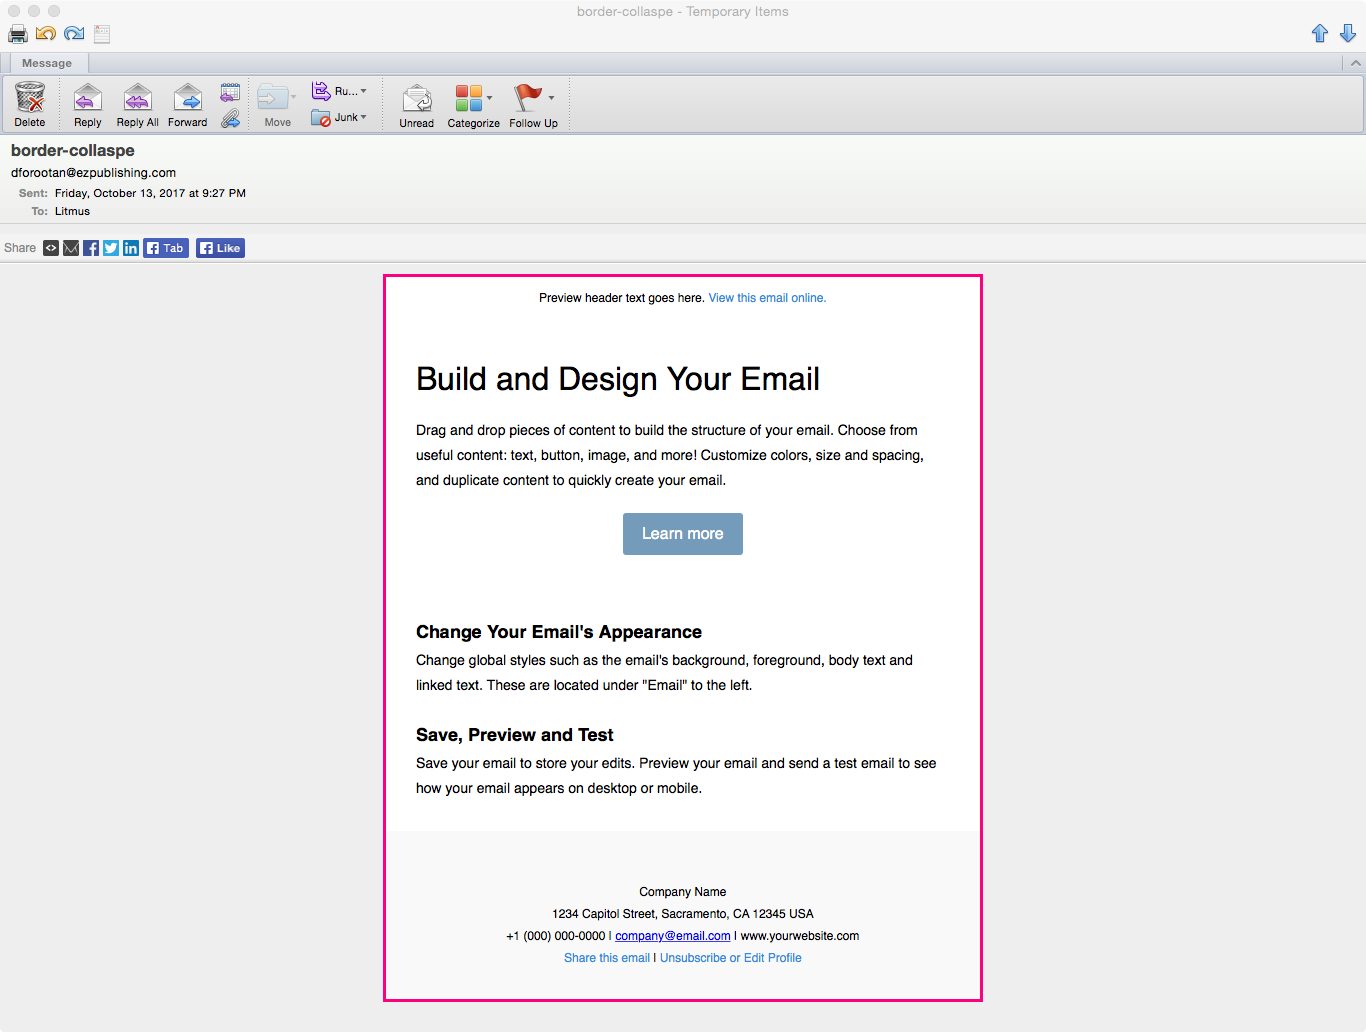 border-collaspe - Temporary Items
Message
Delete
Reply
Reply All
Forward
Move
Ru...
Junk
Unread
Categorize
Follow Up
border-collaspe
dforootan@ezpublishing.com
Sent: Friday, October 13, 2017 at 9:27 PM
To: Litmus
Share Tab Like
Preview header text goes here. View this email online.
Build and Design Your Email
Drag and drop pieces of content to build the structure of your email. Choose from
useful content: text, button, image, and more! Customize colors, size and spacing,
and duplicate content to quickly create your email.
Learn more
Change Your Email's Appearance
Change global styles such as the email's background, foreground, body text and
linked text. These are located under "Email" to the left.
Save, Preview and Test
Save your email to store your edits. Preview your email and send a test email to see
how your email appears on desktop or mobile.
Company Name
1234 Capitol Street, Sacramento, CA 12345 USA
+1 (000) 000-0000 | company@email.com | www.yourwebsite.com
Share this email | Unsubscribe or Edit Profile